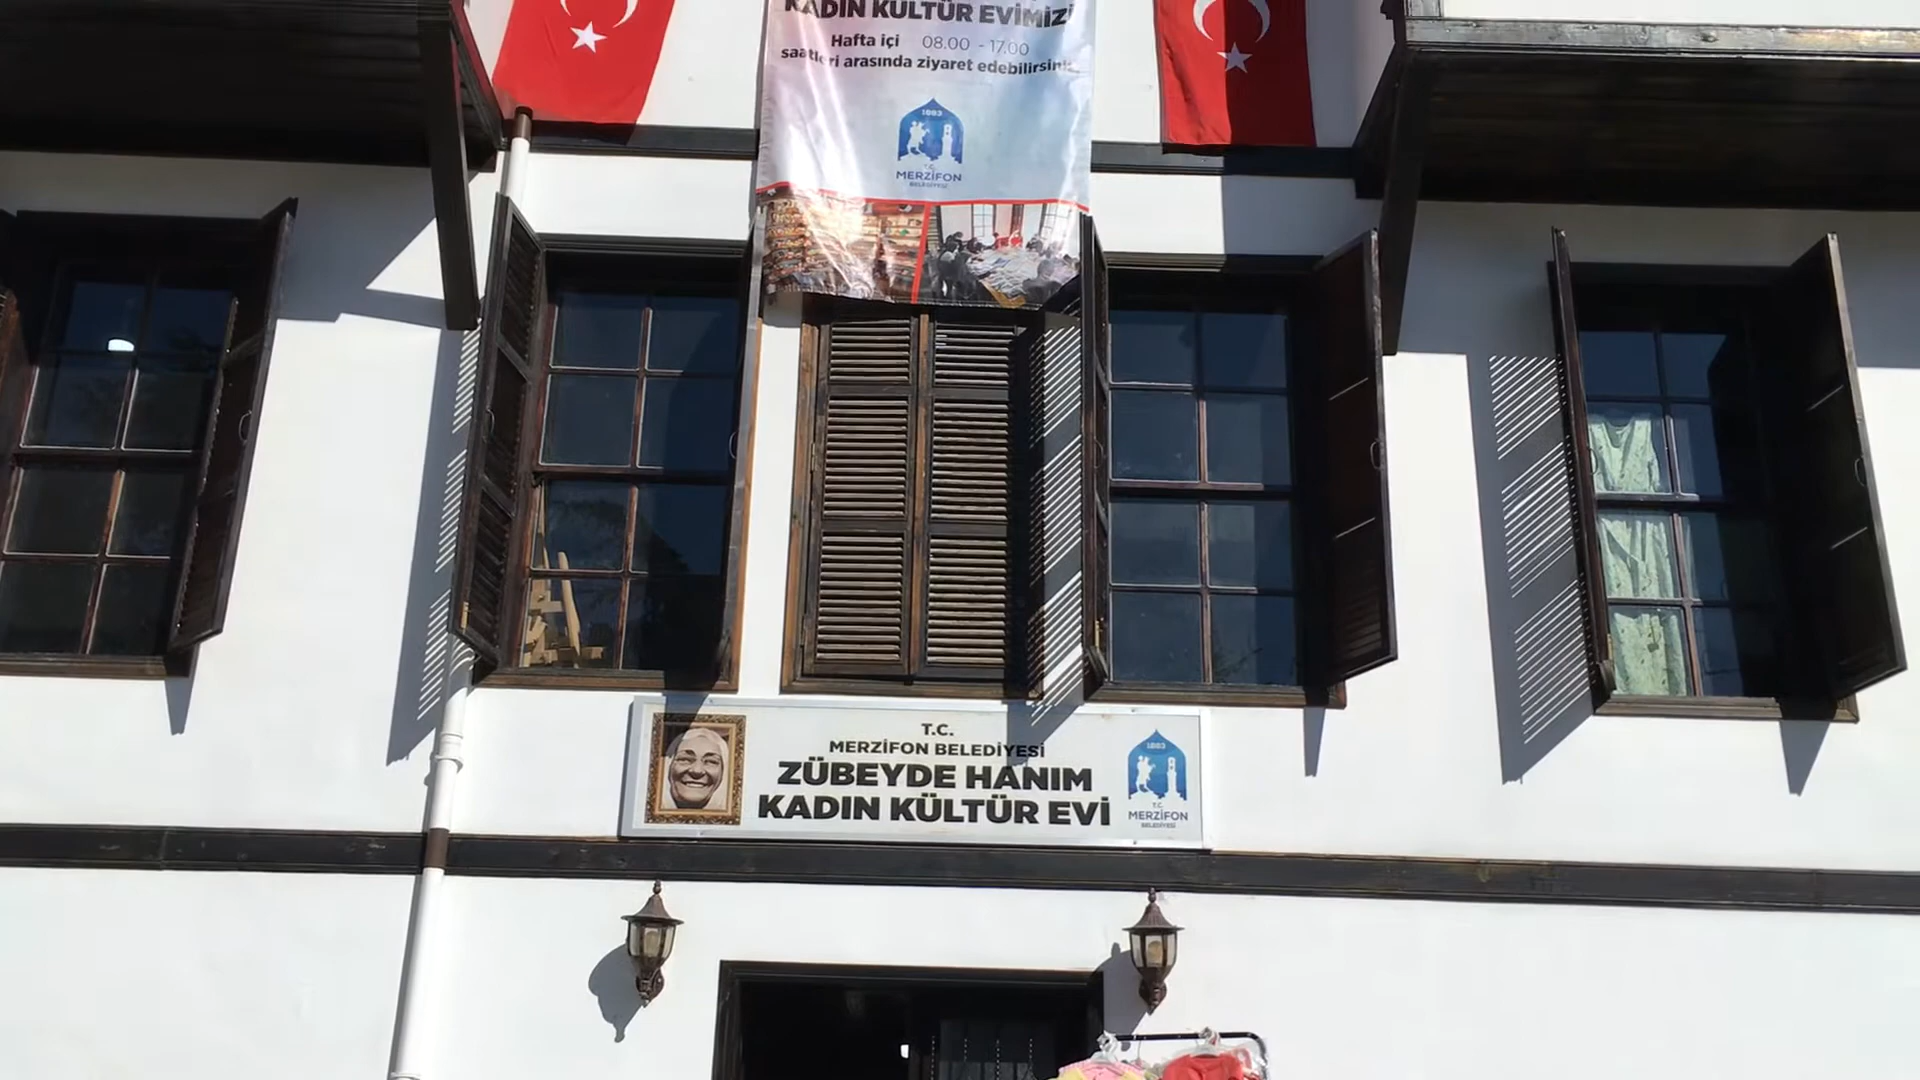 KADIN KÜLTÜR EVİMİZİ
Hafta içi 08.00 - 17.00
saatleri arasında ziyaret edebilirsiniz.
1883
T.C.
MERZİFON
BELEDİYESİ
T.C.
MERZİFON BELEDİYESİ
ZÜBEYDE HANIM
KADIN KÜLTÜR EVİ
1883
T.C.
MERZİFON
BELEDİYESİ